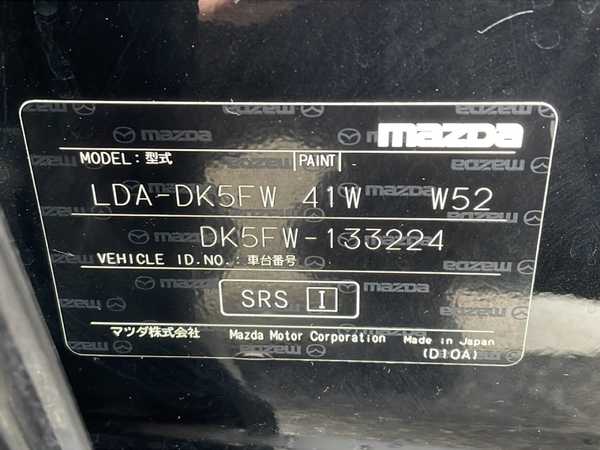 mazda
MODEL:型式 PAINT
LDA-DK5FW 41W W52
DK5FW-133224
VEHICLE ID.NO.:車台番号
SRS I
マツダ株式会社 Mazda Motor Corporation Made in Japan
(D10A)